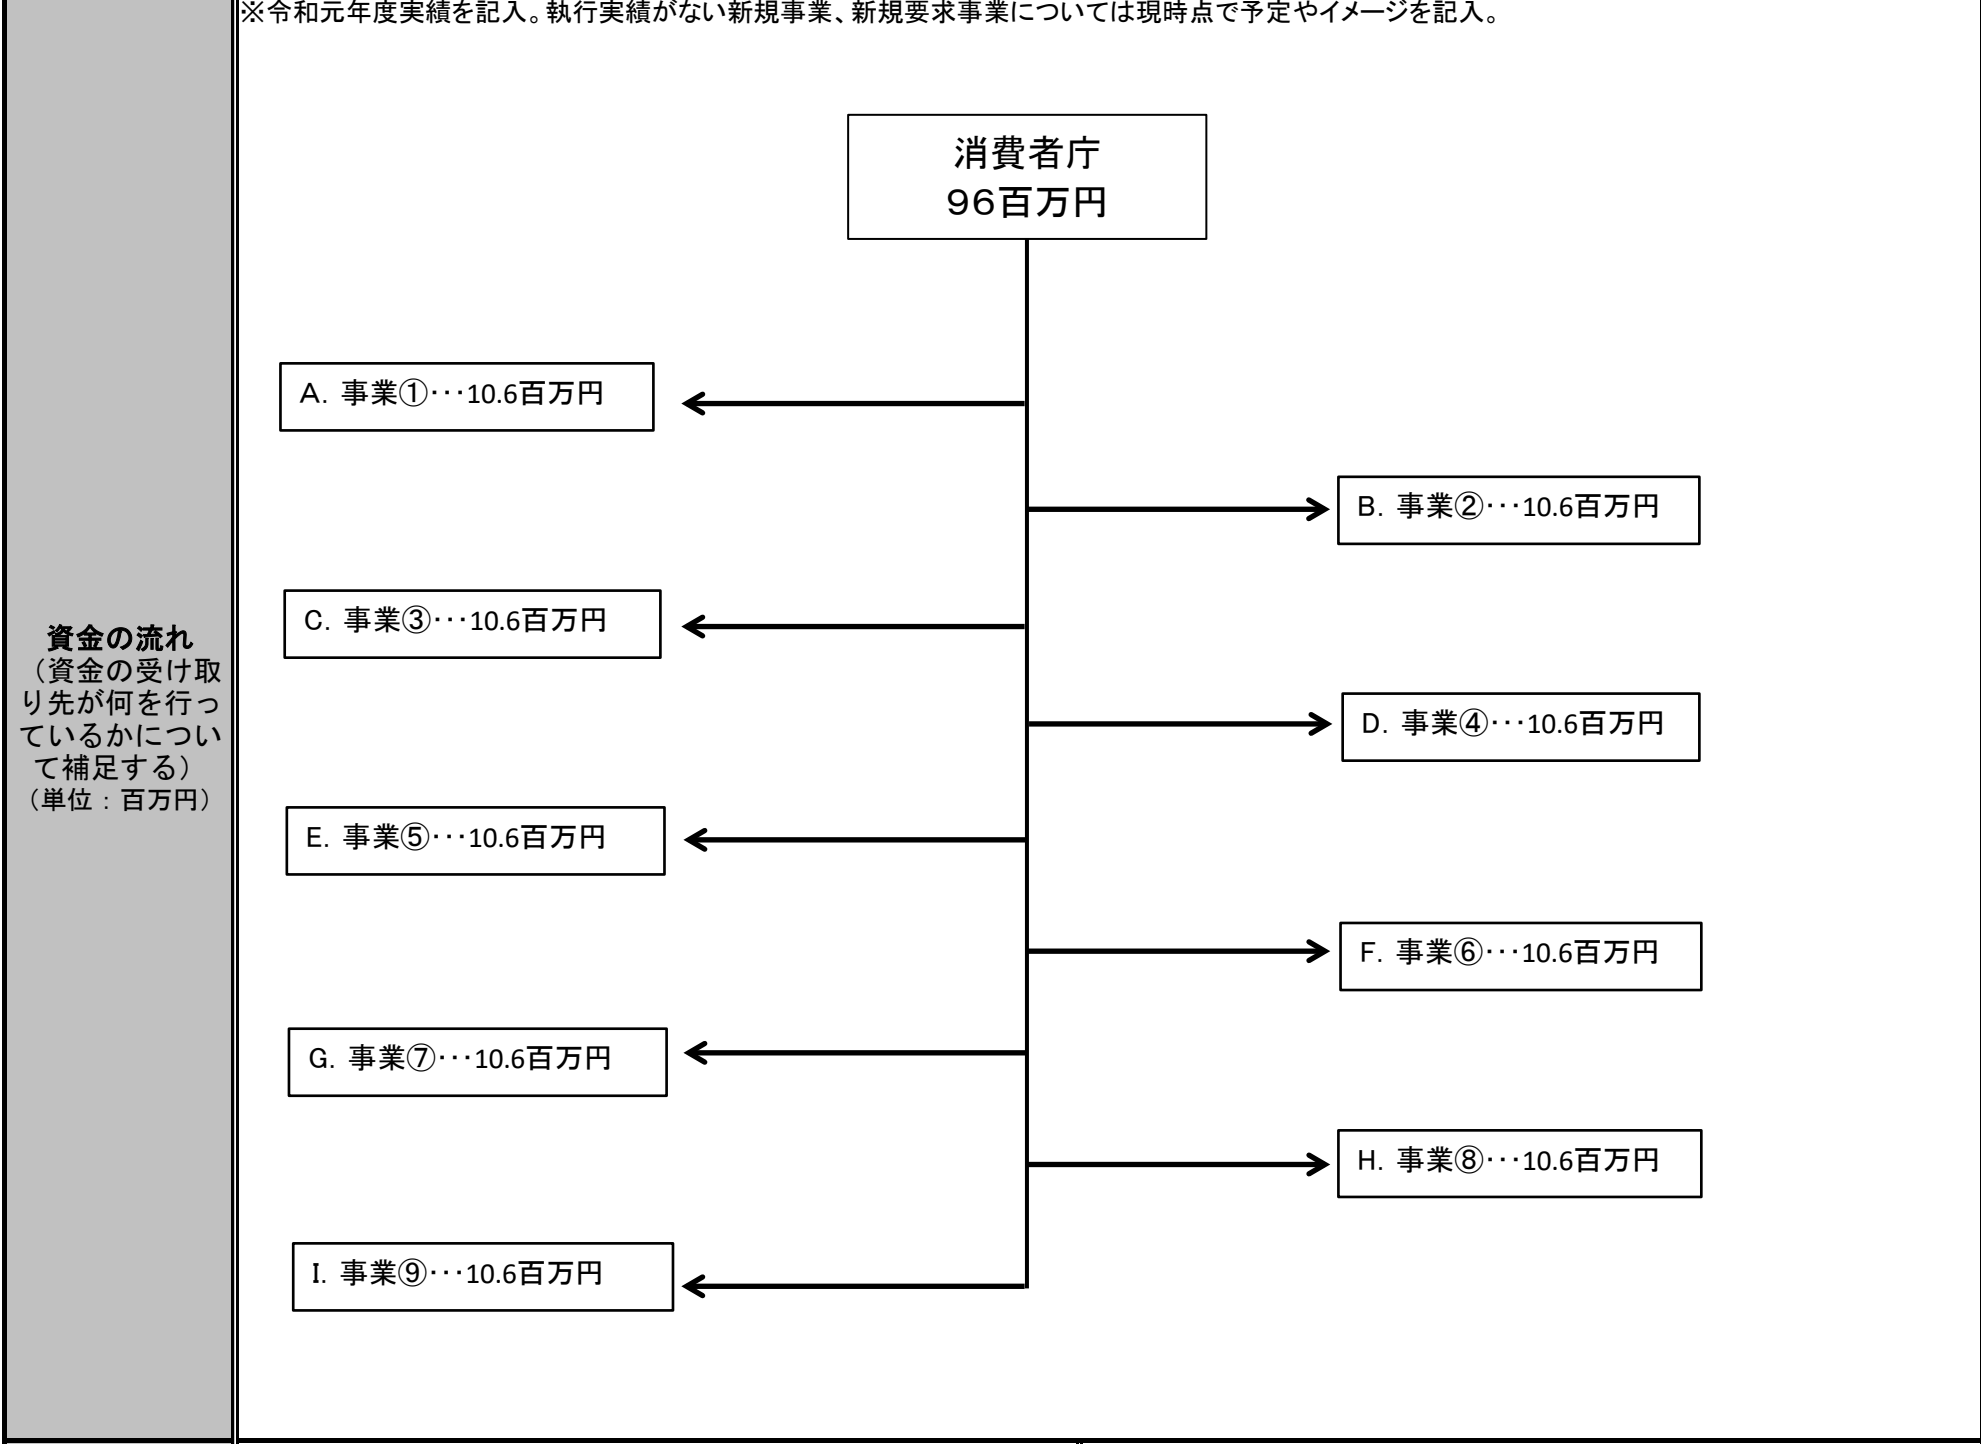 ※令和元年度実績を記入。執行実績がない新規事業、新規要求事業については現時点で予定やイメージを記入。
消費者庁
96百万円
A. 事業①･･･10.6百万円
B. 事業②･･･10.6百万円
C. 事業③･･･10.6百万円
資金の流れ
（資金の受け取
り先が何を行っ
ているかについ
て補足する）
（単位：百万円）
D. 事業④･･･10.6百万円
E. 事業⑤･･･10.6百万円
F. 事業⑥･･･10.6百万円
G. 事業⑦･･･10.6百万円
H. 事業⑧･･･10.6百万円
I. 事業⑨･･･10.6百万円